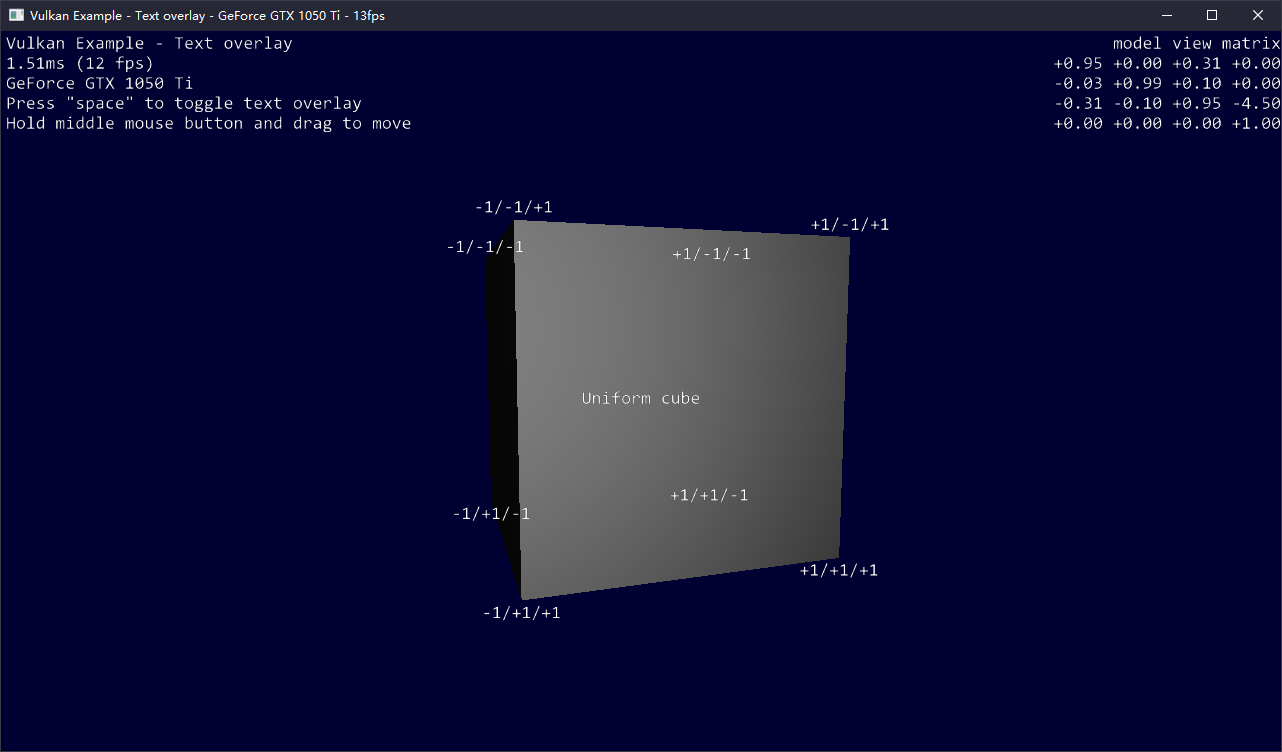 Vulkan Example - Text overlay - GeForce GTX 1050 Ti - 13fps
Vulkan Example - Text overlay
1.51ms (12 fps)
GeForce GTX 1050 Ti
Press "space" to toggle text overlay
Hold middle mouse button and drag to move
model view matrix
+0.95 +0.00 +0.31 +0.00
-0.03 +0.99 +0.10 +0.00
-0.31 -0.10 +0.95 -4.50
+0.00 +0.00 +0.00 +1.00
-1/-1/+1
+1/-1/+1
-1/-1/-1
+1/-1/-1
Uniform cube
+1/+1/-1
-1/+1/-1
+1/+1/+1
-1/+1/+1